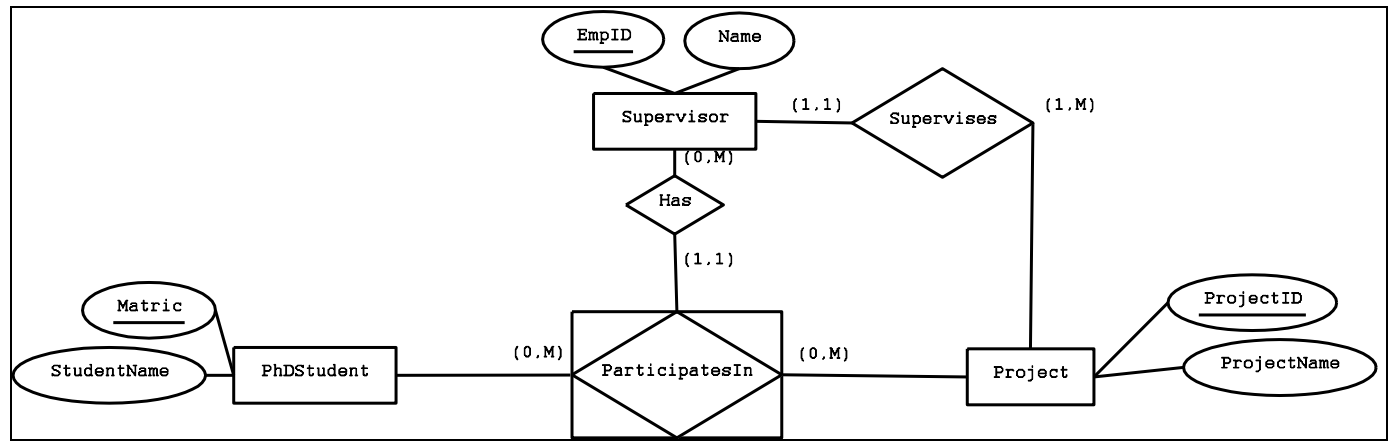 EmpID
Name
Supervisor
(1,1)
Supervises
(1,M)
(0,M)
Has
(1,1)
Matric
StudentName
PhDStudent
(0,M)
ParticipatesIn
(0,M)
Project
ProjectID
ProjectName